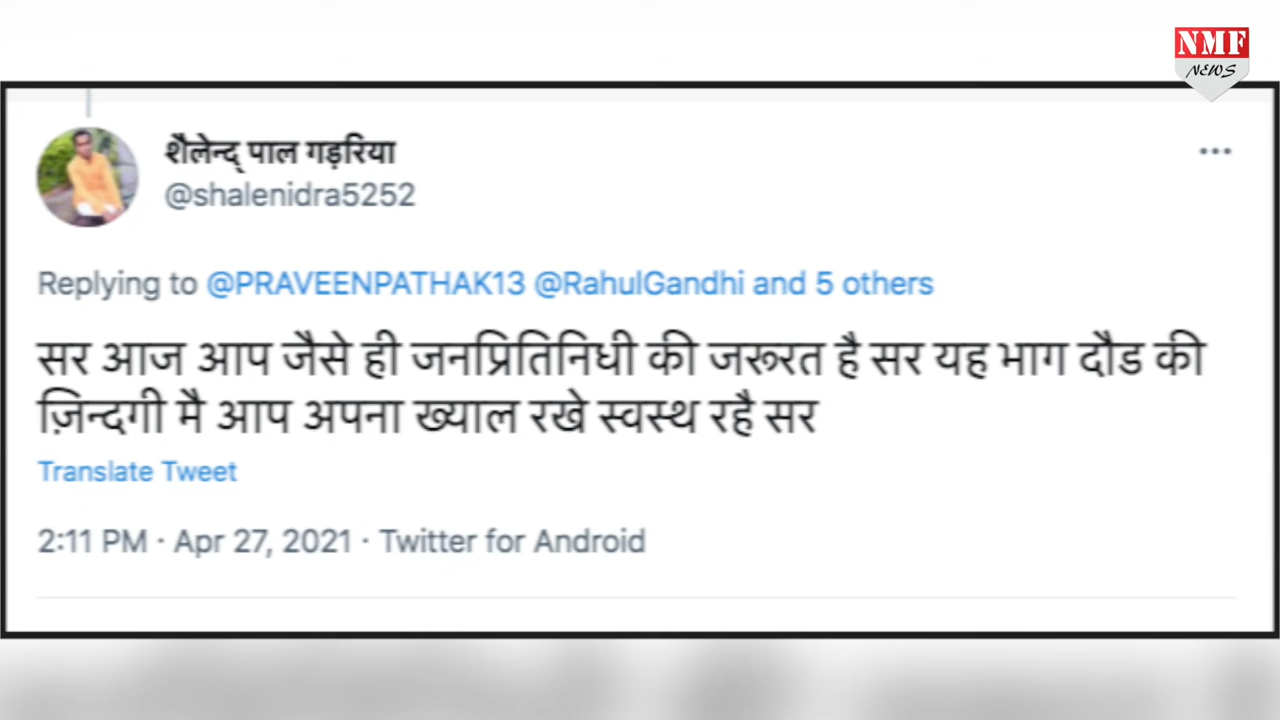 NMF
NEWS
शैलेन्द् पाल गड़रिया
@shalenidra5252
Replying to @PRAVEENPATHAK13 @RahulGandhi and 5 others
सर आज आप जैसे ही जनप्रितिनिधी की जरूरत है सर यह भाग दौड की
ज़िन्दगी मै आप अपना ख्याल रखे स्वस्थ रहै सर
Translate Tweet
2:11 PM · Apr 27, 2021 · Twitter for Android